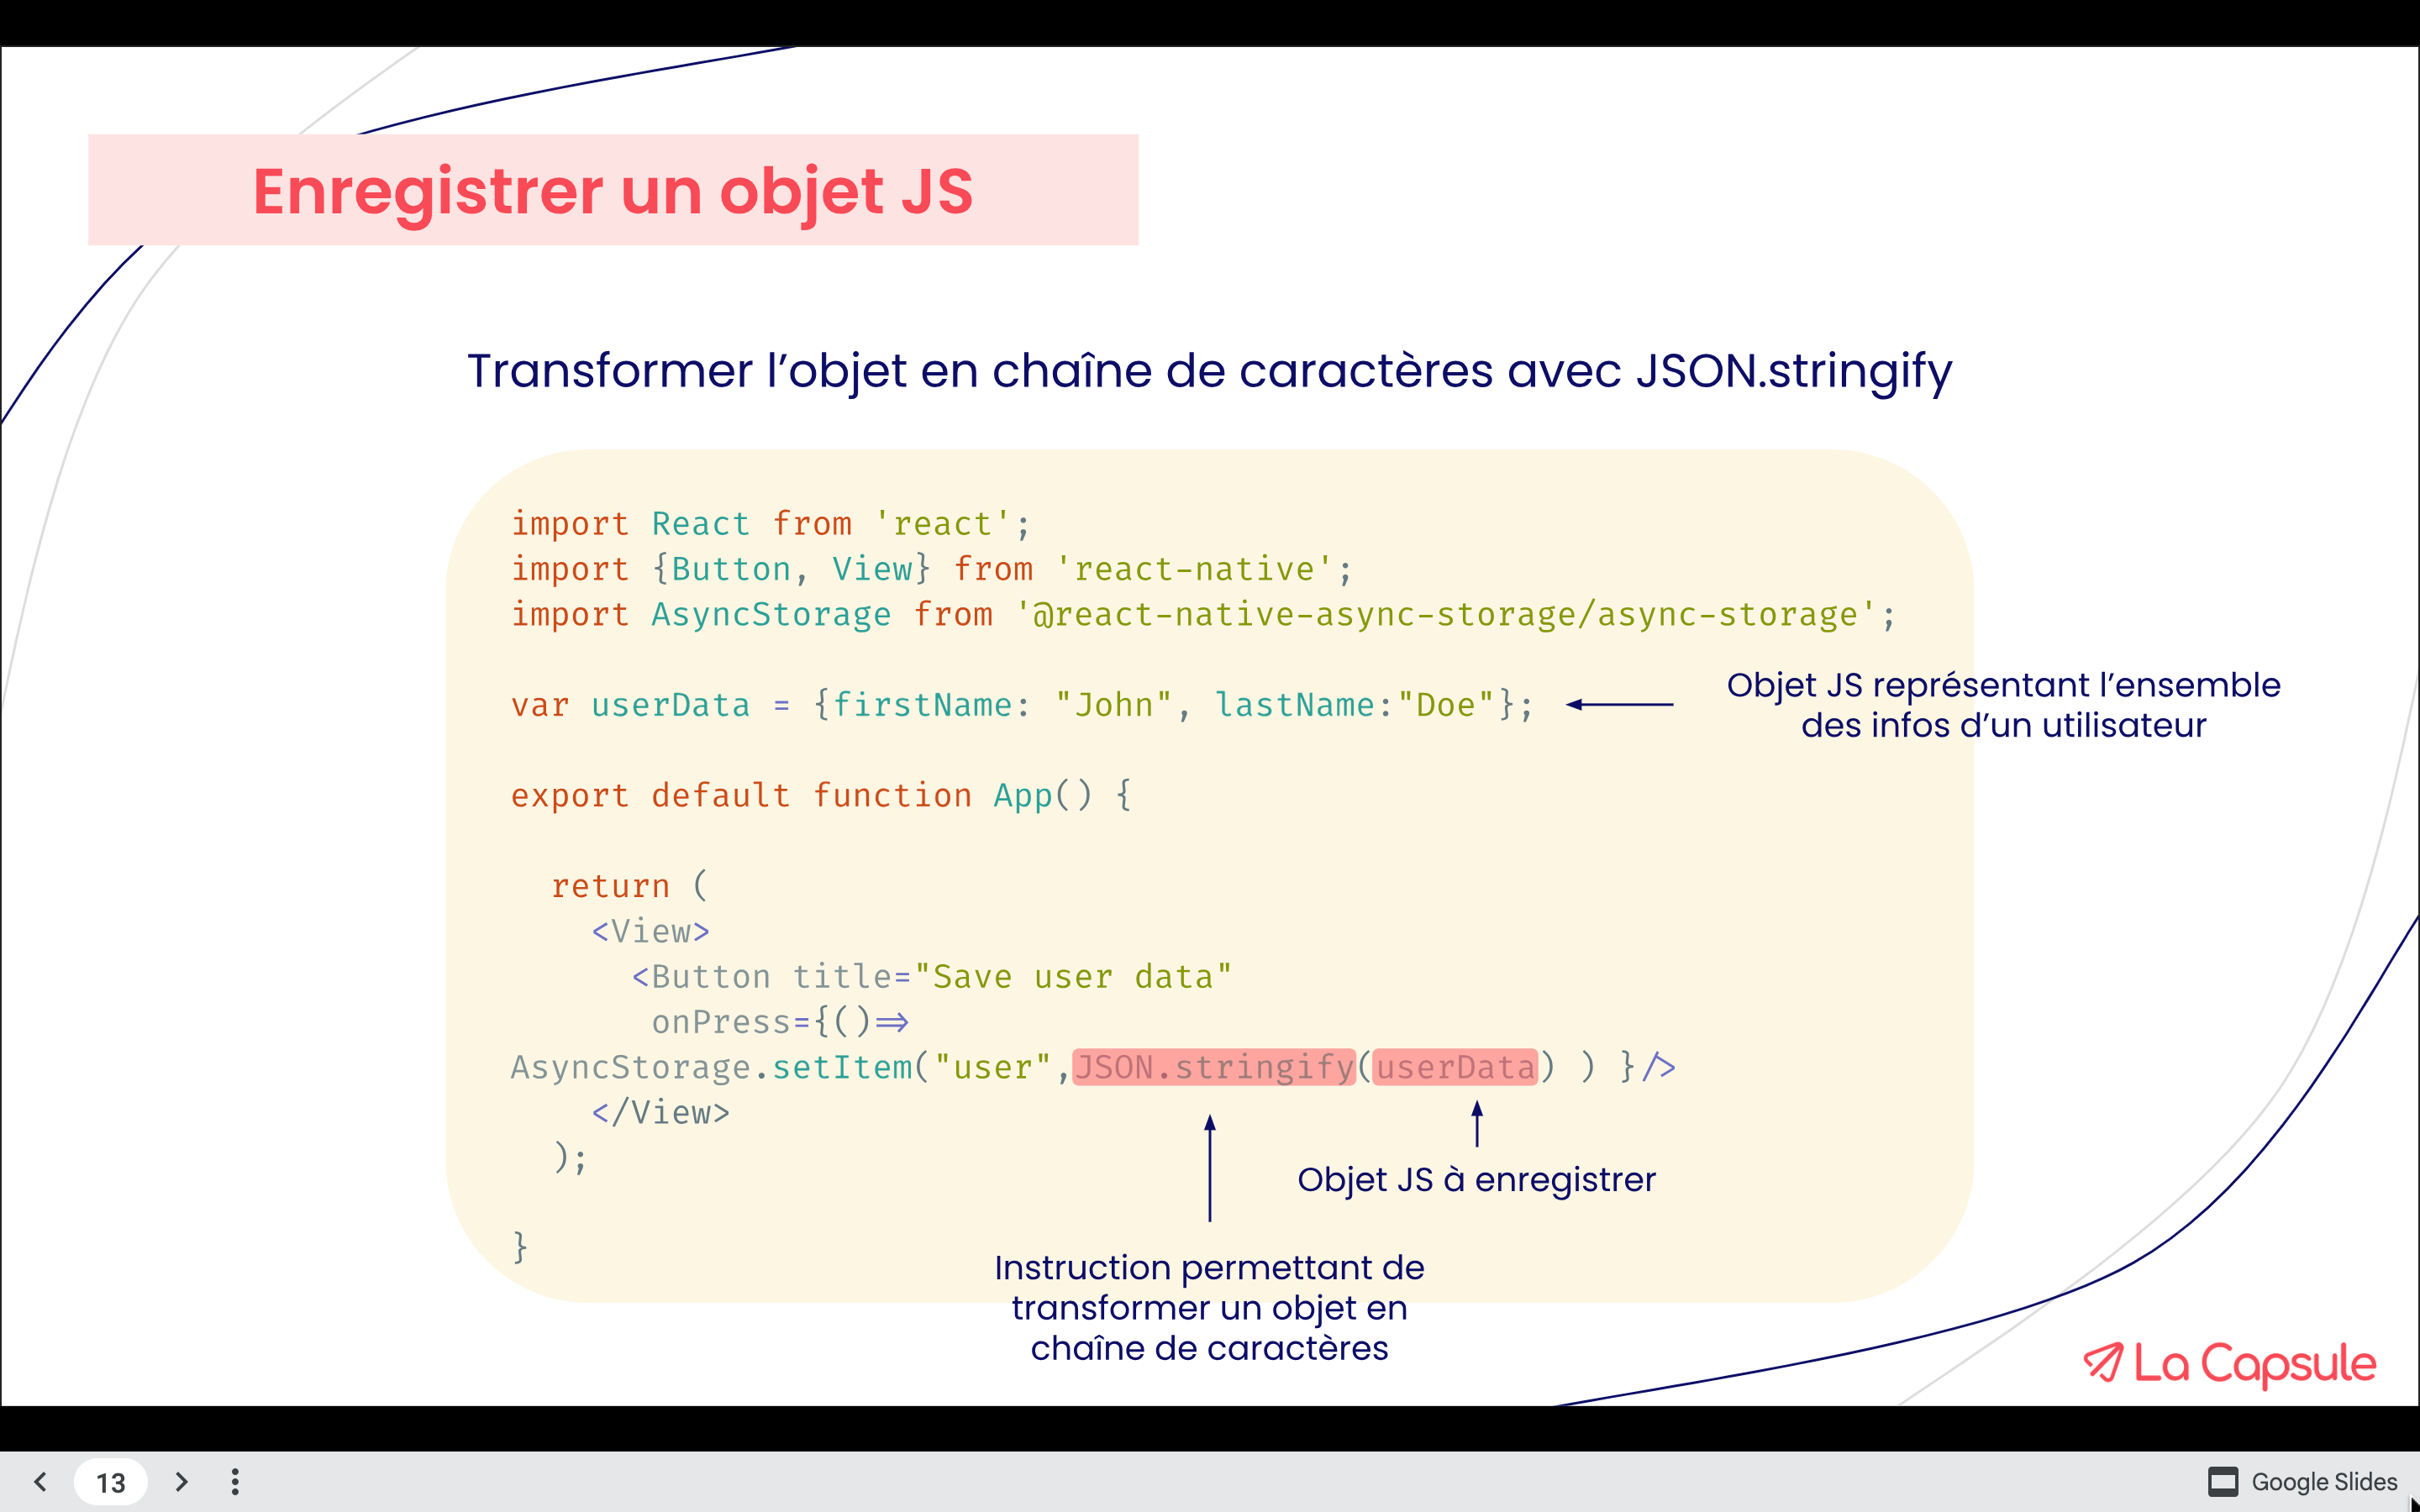 Enregistrer un objet JS
Transformer l’objet en chaîne de caractères avec JSON.stringify
import React from 'react';
import {Button, View} from 'react-native';
import AsyncStorage from '@react-native-async-storage/async-storage';
var userData = {firstName: "John", lastName:"Doe"};
Objet JS représentant l’ensemble
des infos d’un utilisateur
export default function App() {
return (
<View>
<Button title="Save user data"
onPress={()=>
AsyncStorage.setItem("user",JSON.stringify(userData) ) }/>
</View>
);
Objet JS à enregistrer
}
Instruction permettant de
transformer un objet en
chaîne de caractères
La Capsule
13
Google Slides